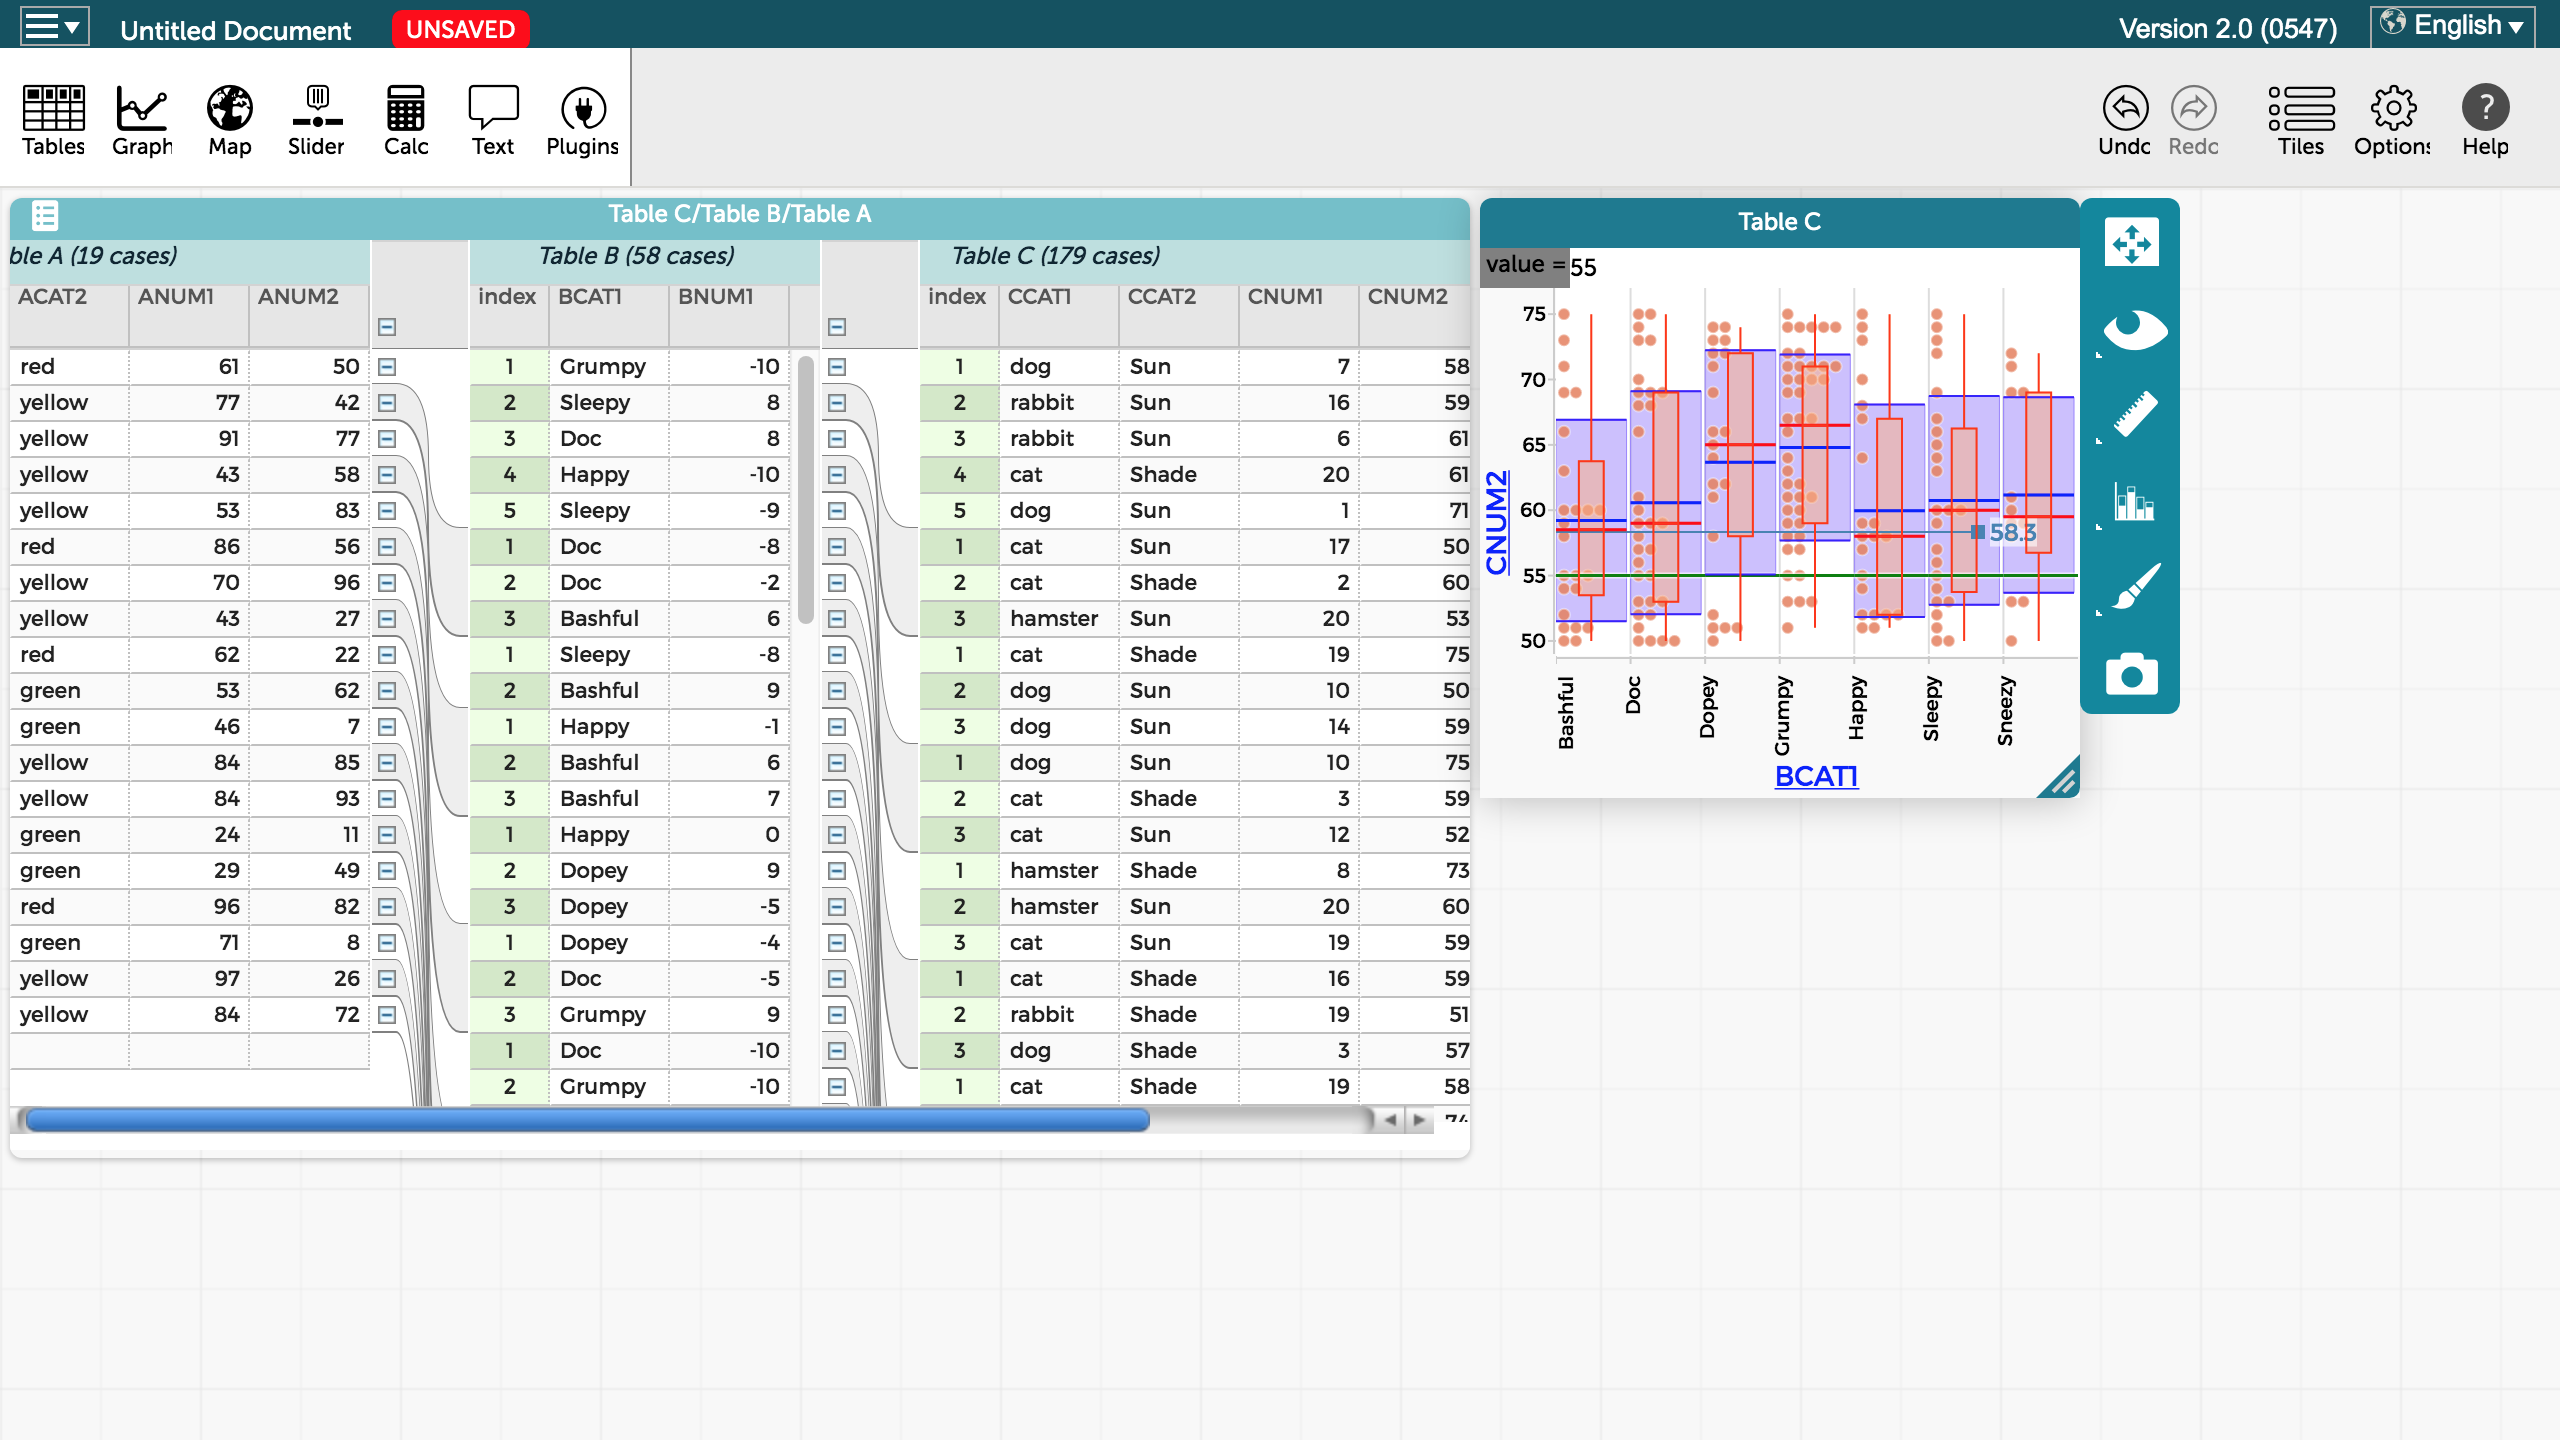 Untitled Document UNSAVED Version 2.0 (0547) English
Tables Graph Map Slider Calc Text Plugins Undo Redo Tiles Options Help
Table C/Table B/Table A
ble A (19 cases) Table B (58 cases) Table C (179 cases)
ACAT2 ANUM1 ANUM2 index BCAT1 BNUM1 index CCAT1 CCAT2 CNUM1 CNUM2
red 61 50 1 Grumpy -10 1 dog Sun 7 58
yellow 77 42 2 Sleepy 8 2 rabbit Sun 16 59
yellow 91 77 3 Doc 8 3 rabbit Sun 6 61
yellow 43 58 4 Happy -10 4 cat Shade 20 61
yellow 53 83 5 Sleepy -9 5 dog Sun 1 71
red 86 56 1 Doc -8 1 cat Sun 17 50
yellow 70 96 2 Doc -2 2 cat Shade 2 60
yellow 43 27 3 Bashful 6 3 hamster Sun 20 53
red 62 22 1 Sleepy -8 1 cat Shade 19 75
green 53 62 2 Bashful 9 2 dog Sun 10 50
green 46 7 1 Happy -1 3 dog Sun 14 59
yellow 84 85 2 Bashful 6 1 dog Sun 10 75
yellow 84 93 3 Bashful 7 2 cat Shade 3 59
green 24 11 1 Happy 0 3 cat Sun 12 52
green 29 49 2 Dopey 9 1 hamster Shade 8 73
red 96 82 3 Dopey -5 2 hamster Sun 20 60
green 71 8 1 Dopey -4 3 cat Sun 19 59
yellow 97 26 2 Doc -5 1 cat Shade 16 59
yellow 84 72 3 Grumpy 9 2 rabbit Shade 19 51
1 Doc -10 3 dog Shade 3 57
2 Grumpy -10 1 cat Shade 19 58
74
Table C
value = 55
75
70
65
60
55
50
CNUM2
58.3
Bashful Doc Dopey Grumpy Happy Sleepy Sneezy
BCAT1